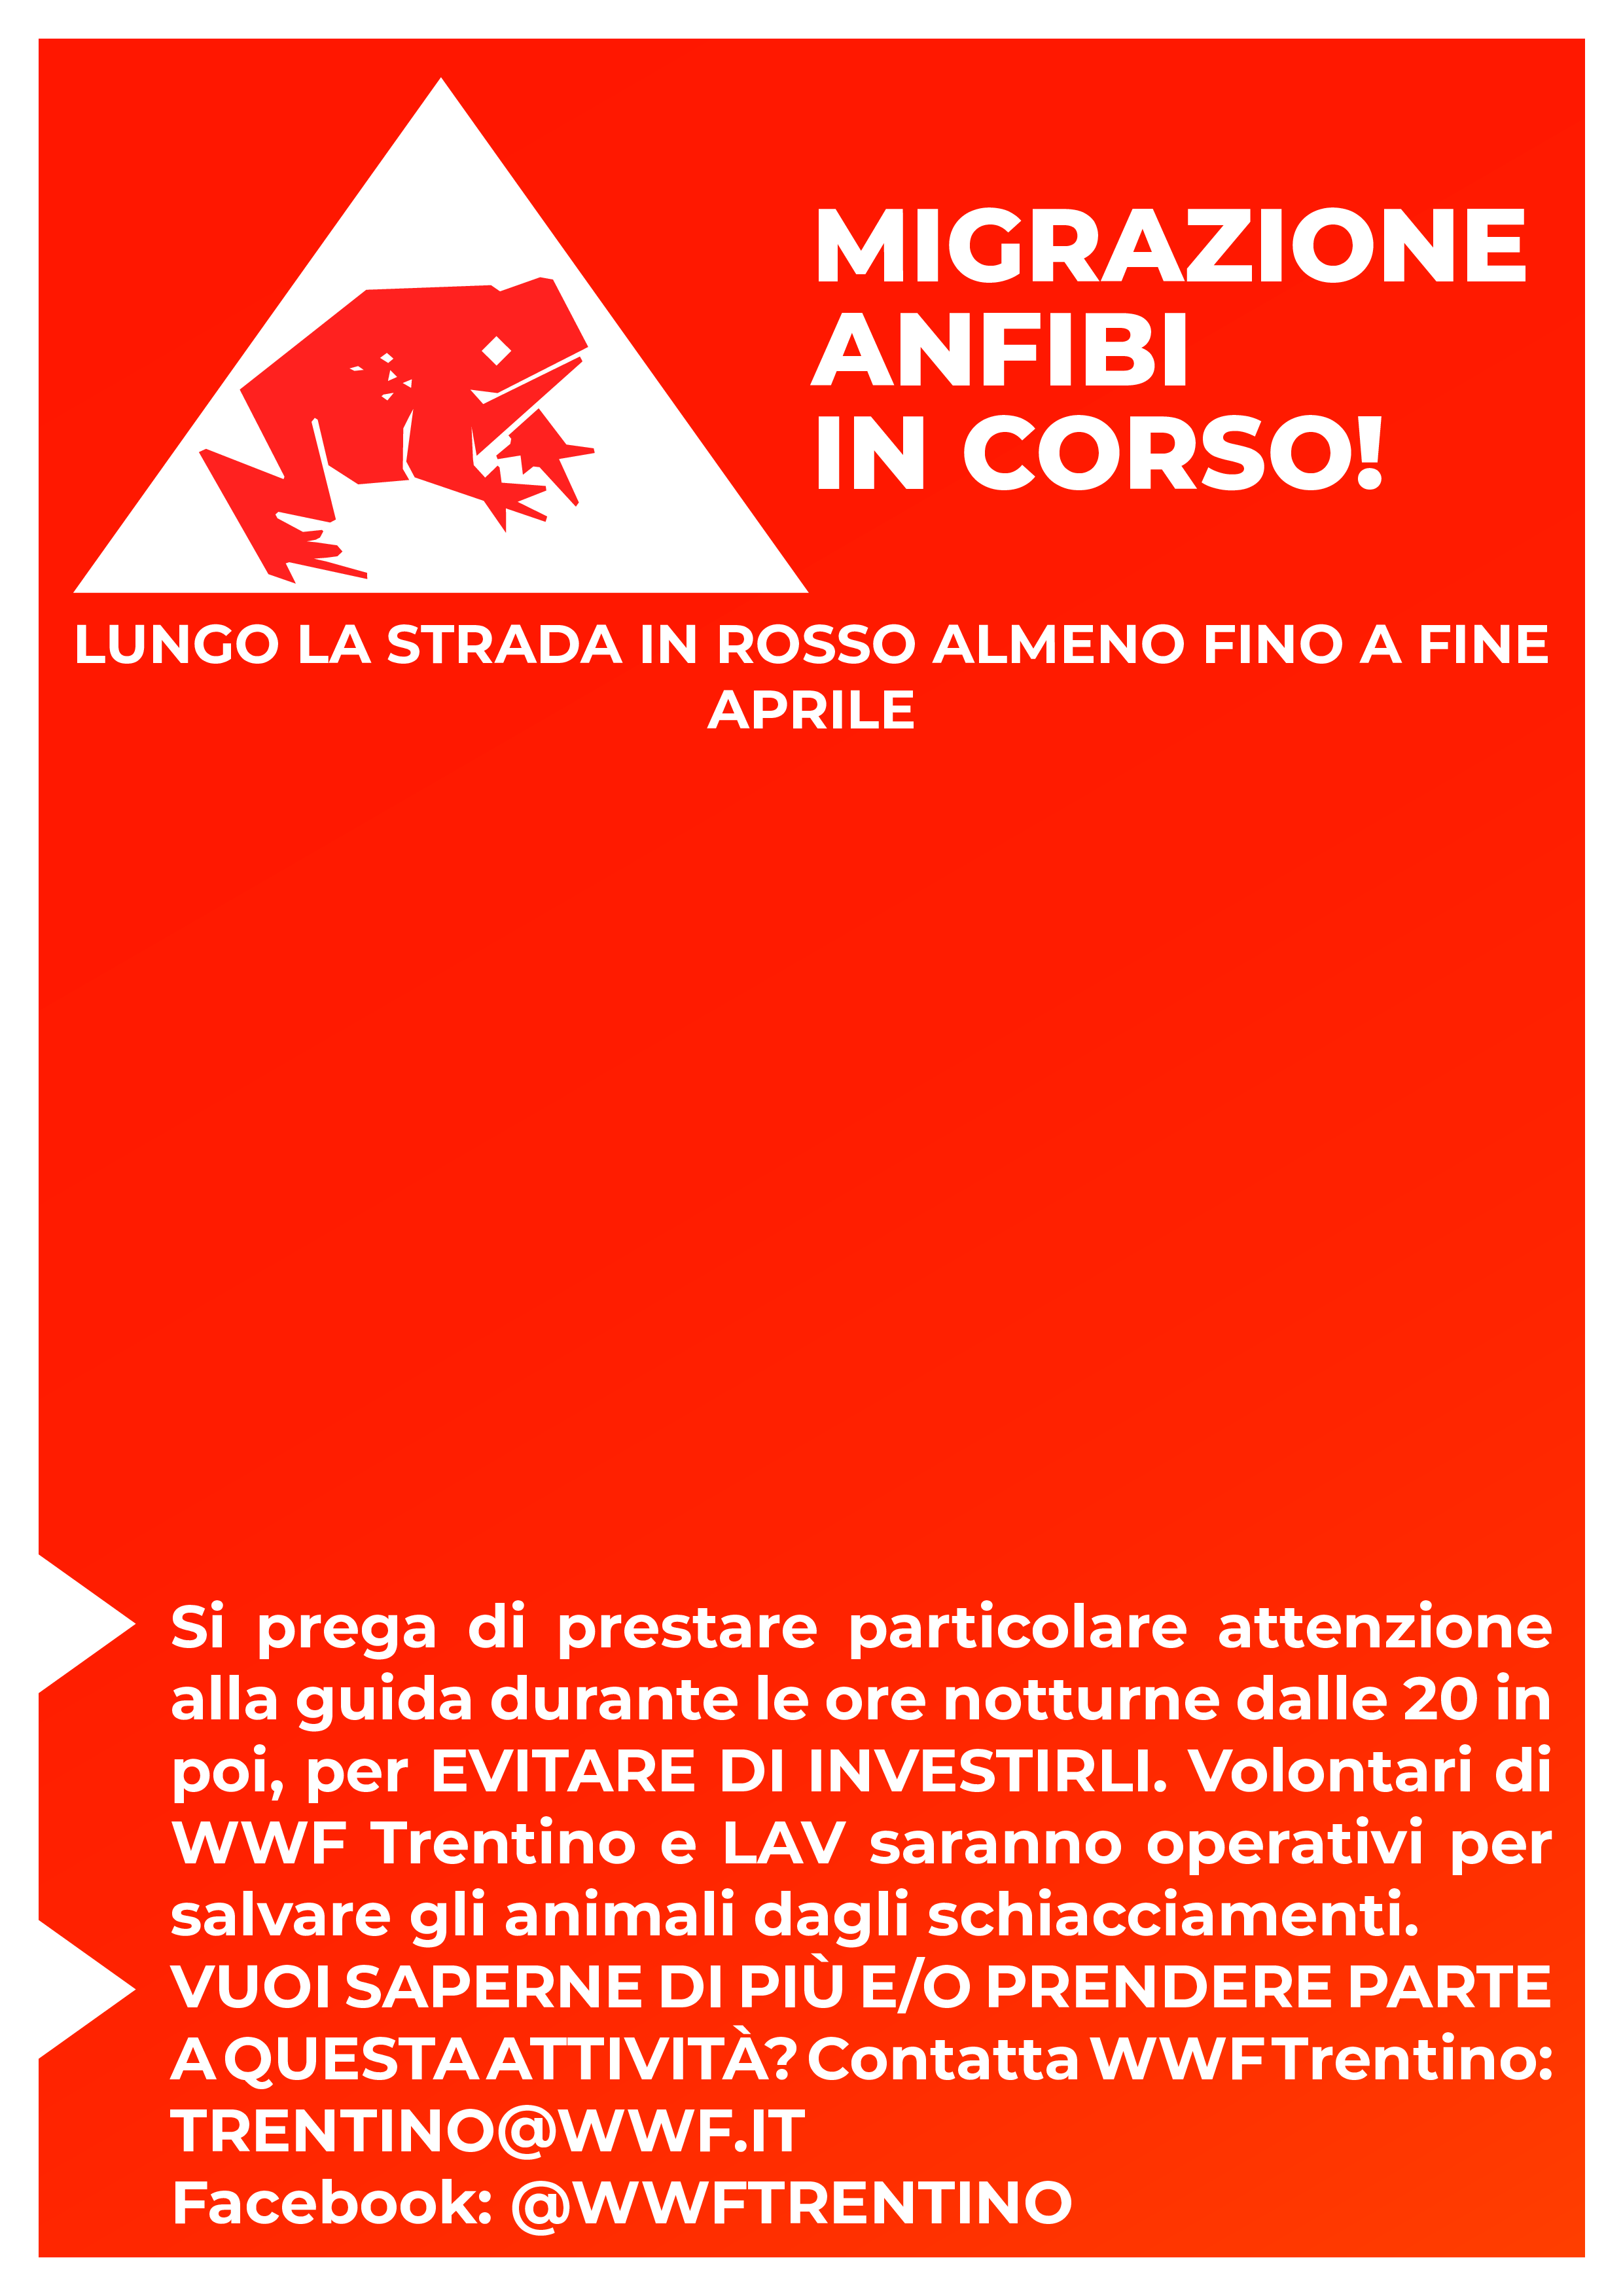 MIGRAZIONE
ANFIBI
IN CORSO!
LUNGO LA STRADA IN ROSSO ALMENO FINO A FINE
APRILE
Si prega di prestare particolare attenzione
alla guida durante le ore notturne dalle 20 in
poi, per EVITARE DI INVESTIRLI. Volontari di
WWF Trentino e LAV saranno operativi per
salvare gli animali dagli schiacciamenti.
VUOI SAPERNE DI PIÙ E/O PRENDERE PARTE
A QUESTA ATTIVITÀ? Contatta WWF Trentino:
TRENTINO@WWF.IT
Facebook: @WWFTRENTINO